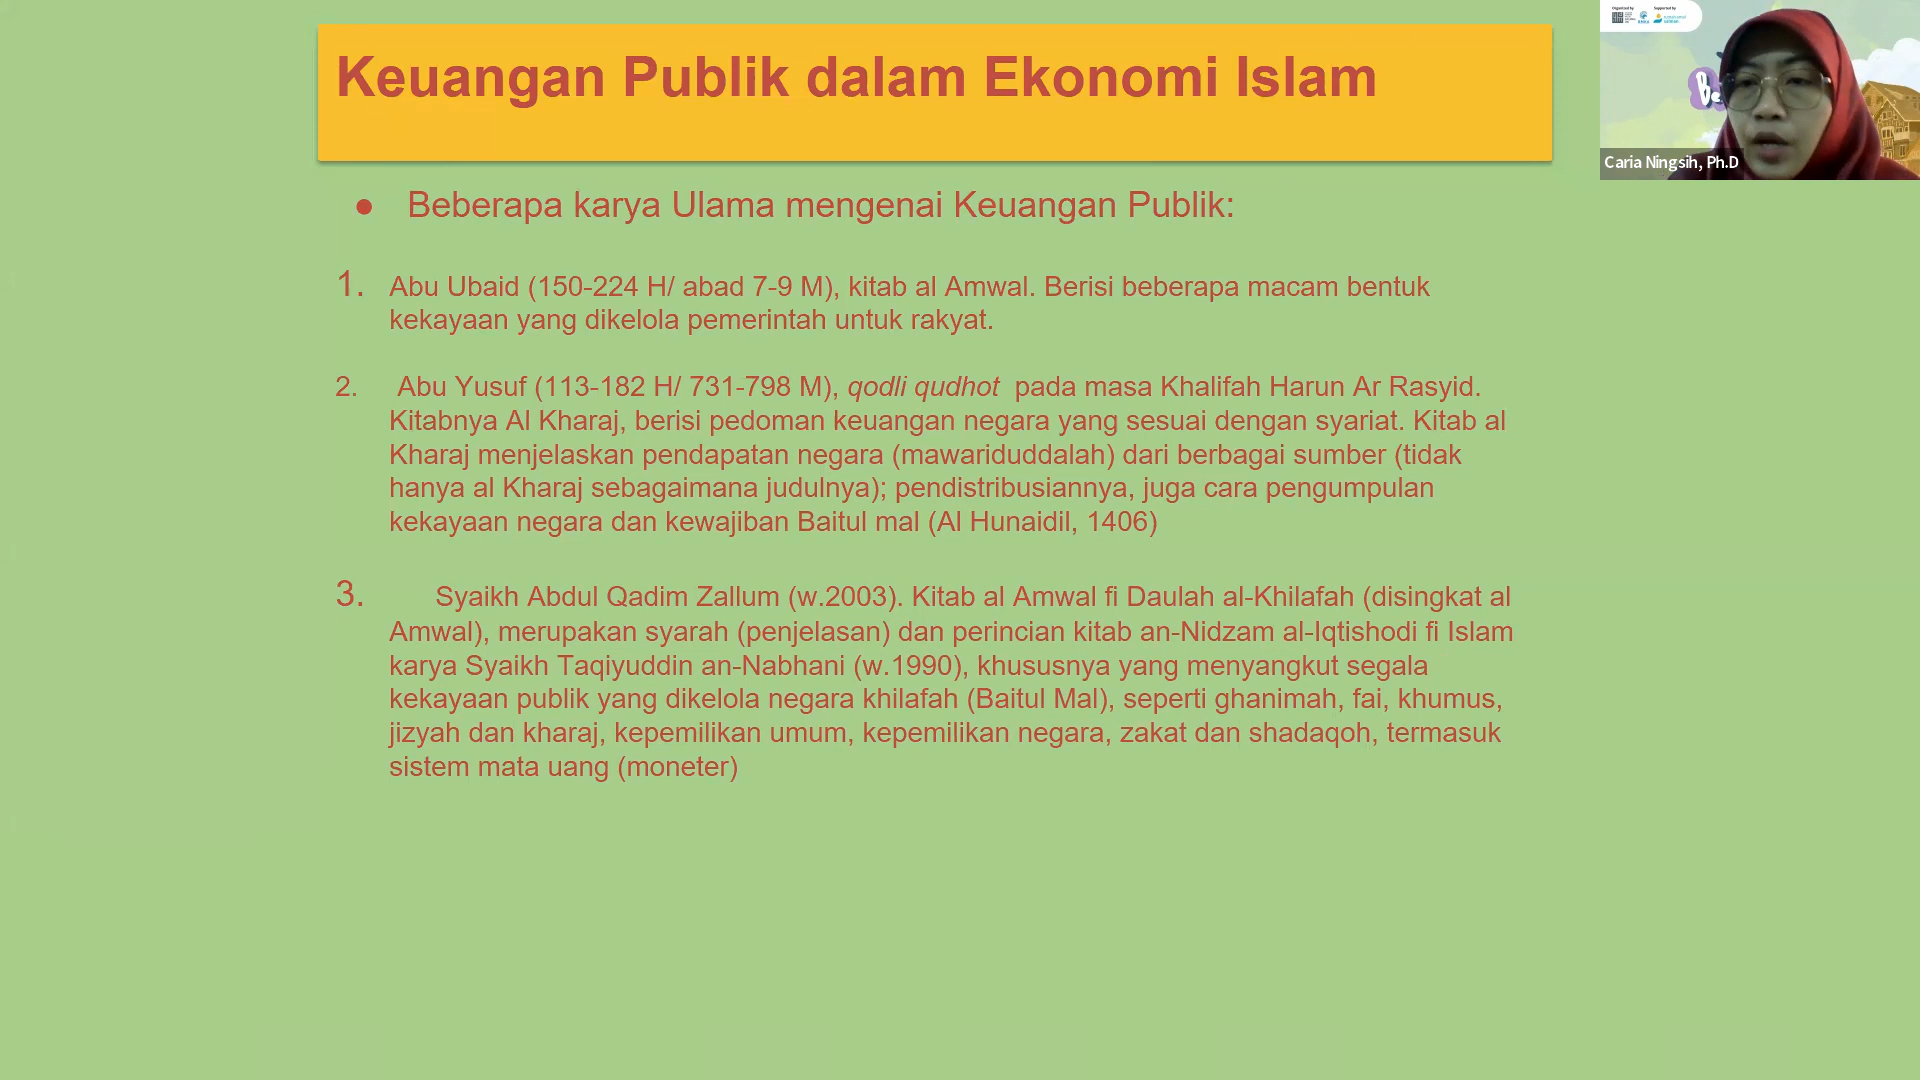 Keuangan Publik dalam Ekonomi Islam
● Beberapa karya Ulama mengenai Keuangan Publik:
1. Abu Ubaid (150-224 H/ abad 7-9 M), kitab al Amwal. Berisi beberapa macam bentuk
kekayaan yang dikelola pemerintah untuk rakyat.
2. Abu Yusuf (113-182 H/ 731-798 M), qodli qudhot pada masa Khalifah Harun Ar Rasyid.
Kitabnya Al Kharaj, berisi pedoman keuangan negara yang sesuai dengan syariat. Kitab al
Kharaj menjelaskan pendapatan negara (mawariduddalah) dari berbagai sumber (tidak
hanya al Kharaj sebagaimana judulnya); pendistribusiannya, juga cara pengumpulan
kekayaan negara dan kewajiban Baitul mal (Al Hunaidil, 1406)
3. Syaikh Abdul Qadim Zallum (w.2003). Kitab al Amwal fi Daulah al-Khilafah (disingkat al
Amwal), merupakan syarah (penjelasan) dan perincian kitab an-Nidzam al-Iqtishodi fi Islam
karya Syaikh Taqiyuddin an-Nabhani (w.1990), khususnya yang menyangkut segala
kekayaan publik yang dikelola negara khilafah (Baitul Mal), seperti ghanimah, fai, khumus,
jizyah dan kharaj, kepemilikan umum, kepemilikan negara, zakat dan shadaqoh, termasuk
sistem mata uang (moneter)
Organized by
Supported by
Be
Caria Ningsih, Ph.D